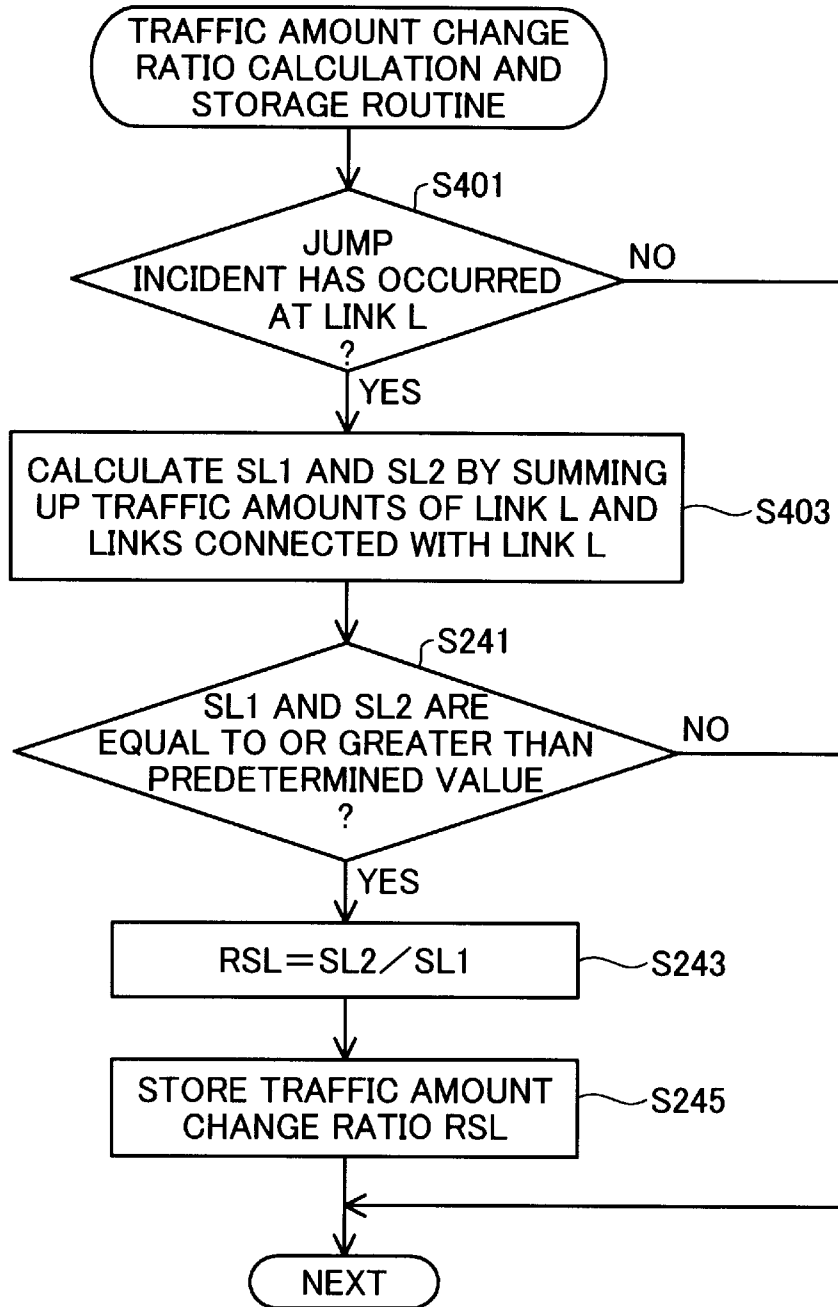 TRAFFIC AMOUNT CHANGE
RATIO CALCULATION AND
STORAGE ROUTINE
S401
JUMP
INCIDENT HAS OCCURRED
AT LINK L
?
NO
YES
CALCULATE SL1 AND SL2 BY SUMMING
UP TRAFFIC AMOUNTS OF LINK L AND
LINKS CONNECTED WITH LINK L
S403
S241
SL1 AND SL2 ARE
EQUAL TO OR GREATER THAN
PREDETERMINED VALUE
?
NO
YES
RSL=SL2/SL1
S243
STORE TRAFFIC AMOUNT
CHANGE RATIO RSL
S245
NEXT